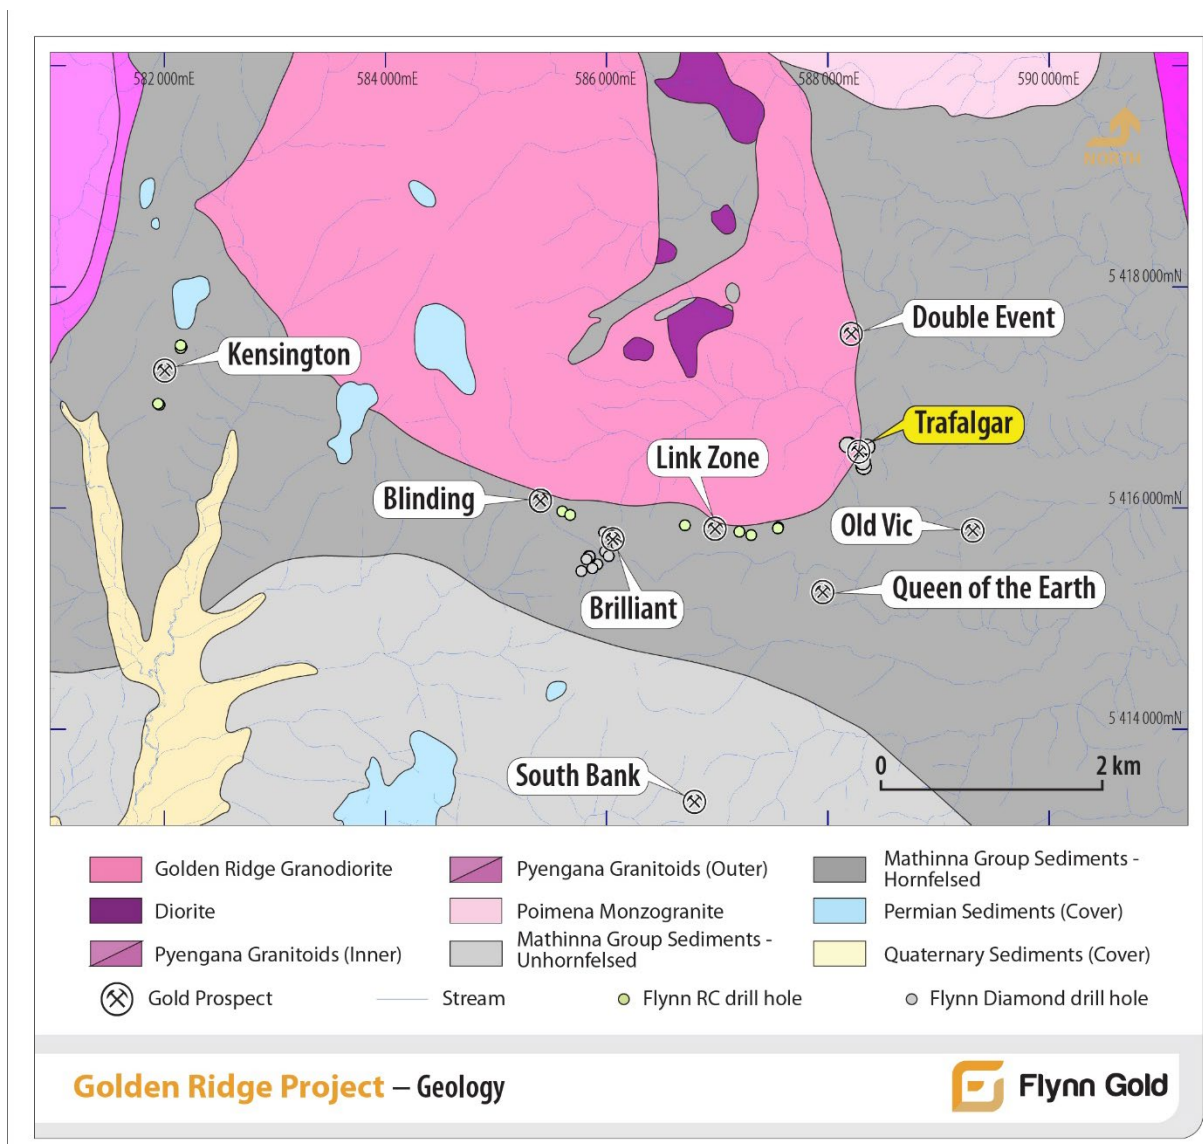 582 000mE
584 000mE
586 000mE
588 000mE
590 000mE
NORTH
5 418 000mN
Double Event
Kensington
Trafalgar
Link Zone
Blinding
5 416 000mN
Old Vic
Brilliant
Queen of the Earth
5 414 000mN
South Bank
0
2 km
Golden Ridge Granodiorite
Diorite
Pyengana Granitoids (Inner)
Pyengana Granitoids (Outer)
Poimena Monzogranite
Mathinna Group Sediments -
Unhornfelsed
Mathinna Group Sediments -
Hornfelsed
Permian Sediments (Cover)
Quaternary Sediments (Cover)
Gold Prospect
Stream
Flynn RC drill hole
Flynn Diamond drill hole
Golden Ridge Project – Geology
Flynn Gold